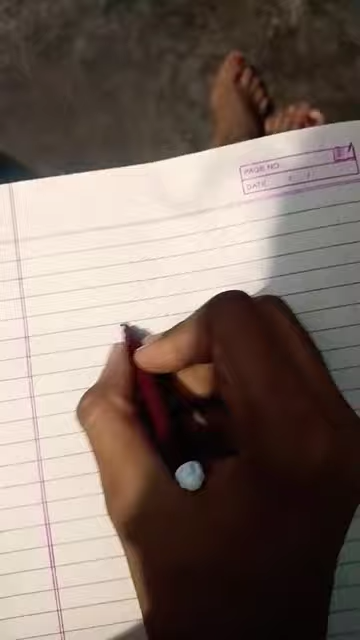 PAGE NO
DATE / /